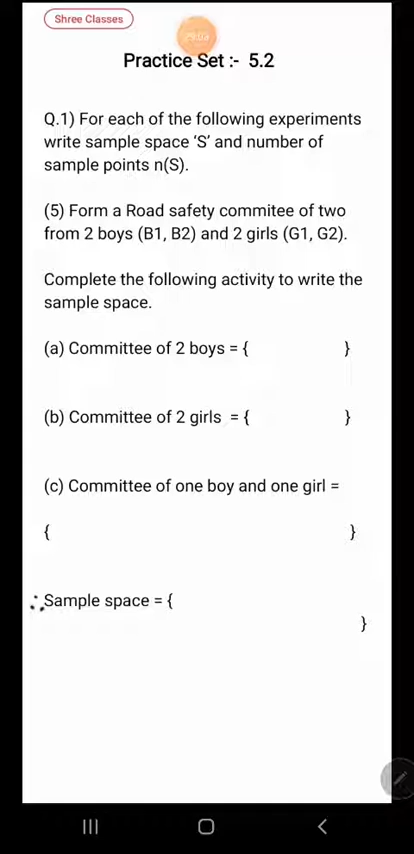 Shree Classes
Practice Set :- 5.2
Q.1) For each of the following experiments
write sample space 'S' and number of
sample points n(S).
(5) Form a Road safety commitee of two
from 2 boys (B1, B2) and 2 girls (G1, G2).
Complete the following activity to write the
sample space.
(a) Committee of 2 boys = { }
(b) Committee of 2 girls = { }
(c) Committee of one boy and one girl =
{ }
∴ Sample space = {
}